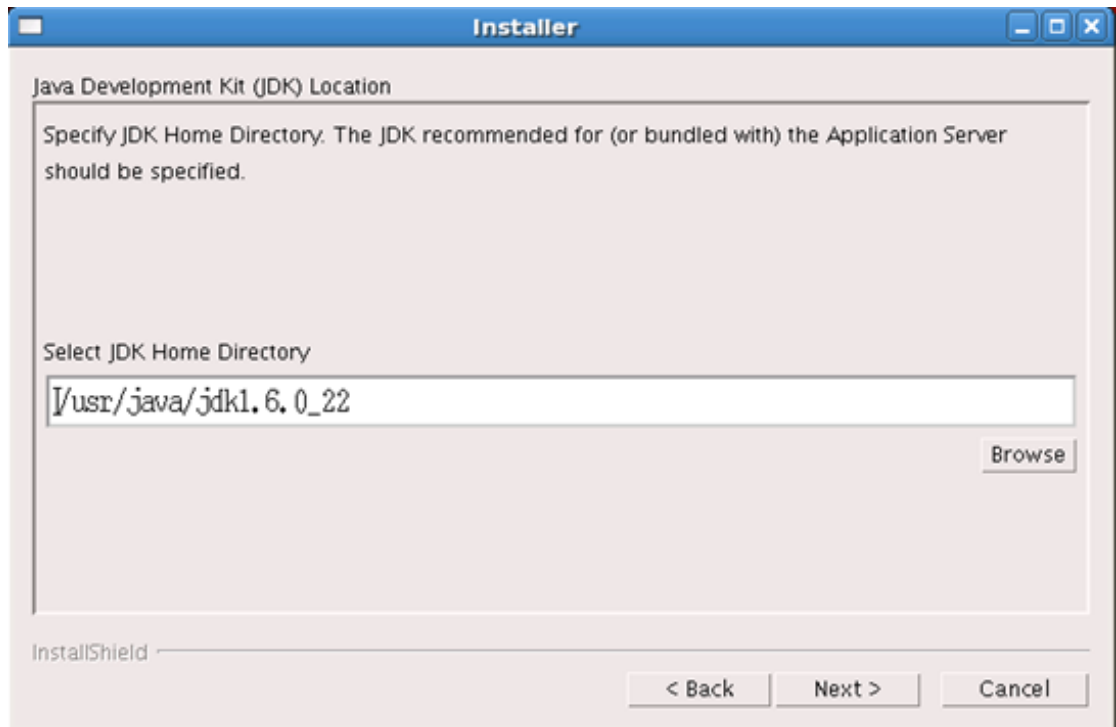 Installer
Java Development Kit (JDK) Location
Specify JDK Home Directory. The JDK recommended for (or bundled with) the Application Server
should be specified.
Select JDK Home Directory
/usr/java/jdk1.6.0_22
Browse
InstallShield
< Back Next > Cancel